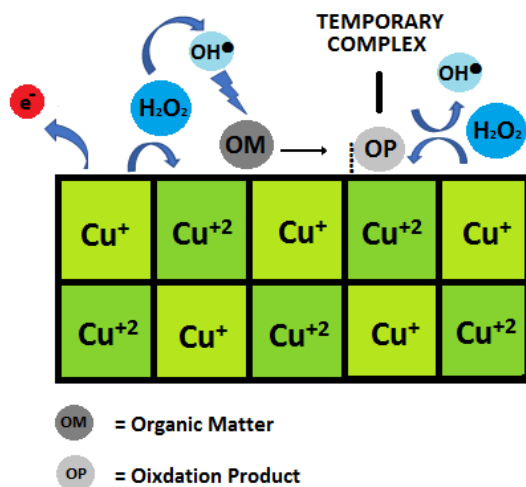 TEMPORARY
COMPLEX
OH●
OH●
e⁻
H₂O₂
H₂O₂
OM
OP
Cu⁺ Cu⁺² Cu⁺ Cu⁺² Cu⁺
Cu⁺² Cu⁺ Cu⁺² Cu⁺ Cu⁺²
OM = Organic Matter
OP = Oixdation Product